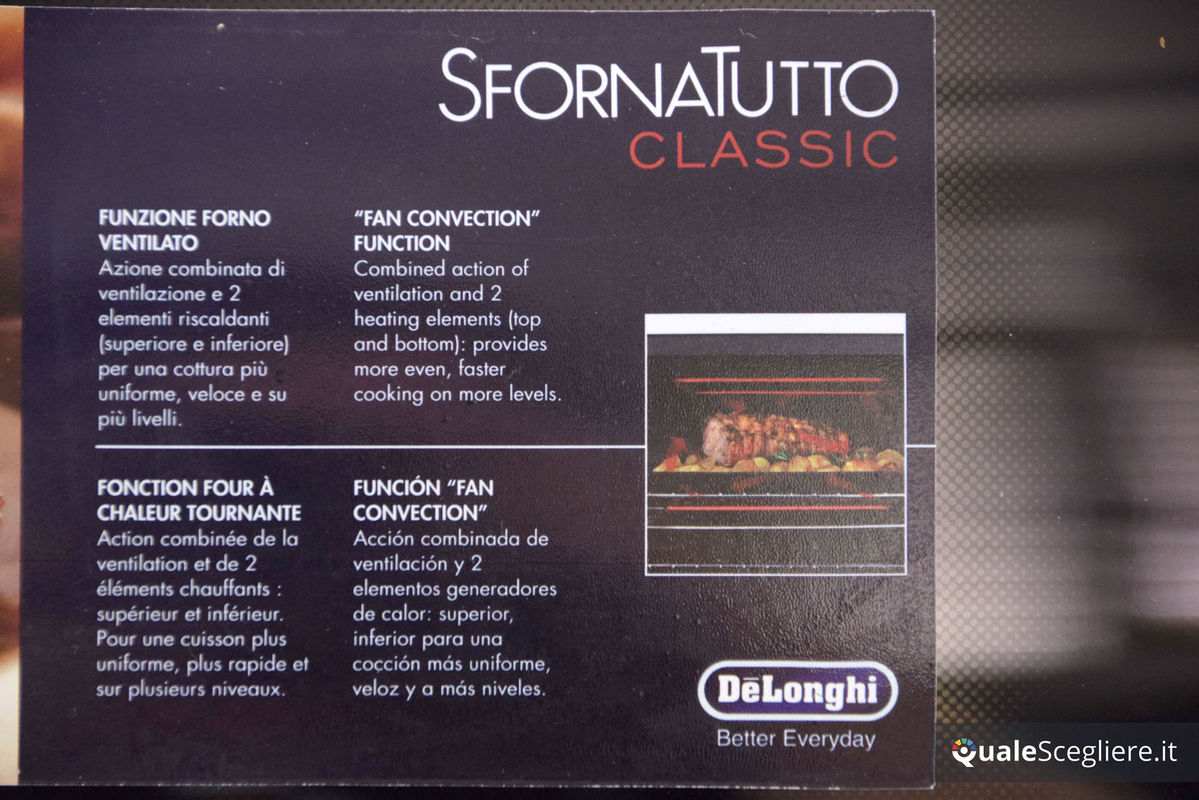 SFORNATUTTO
CLASSIC
FUNZIONE FORNO
VENTILATO
Azione combinata di
ventilazione e 2
elementi riscaldanti
(superiore e inferiore)
per una cottura più
uniforme, veloce e su
più livelli.
“FAN CONVECTION”
FUNCTION
Combined action of
ventilation and 2
heating elements (top
and bottom): provides
more even, faster
cooking on more levels.
FONCTION FOUR À
CHALEUR TOURNANTE
Action combinée de la
ventilation et de 2
éléments chauffants :
supérieur et inférieur.
Pour une cuisson plus
uniforme, plus rapide et
sur plusieurs niveaux.
FUNCIÓN “FAN
CONVECTION”
Acción combinada de
ventilación y 2
elementos generadores
de calor: superior,
inferior para una
cocción más uniforme,
veloz y a más niveles.
DēLonghi
Better Everyday
QualeScegliere.it